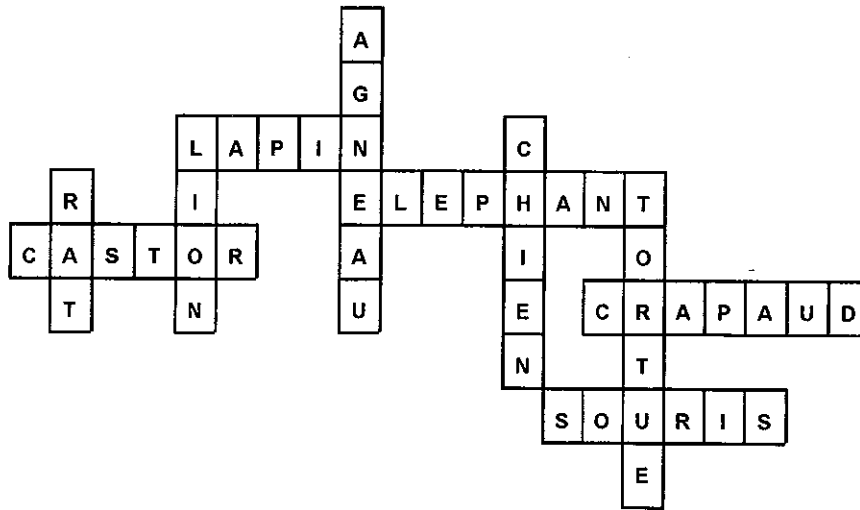 A
G
L A P I N C
R I E L E P H A N T
C A S T O R A I O
T N U E C R A P A U D
N T
S O U R I S
E